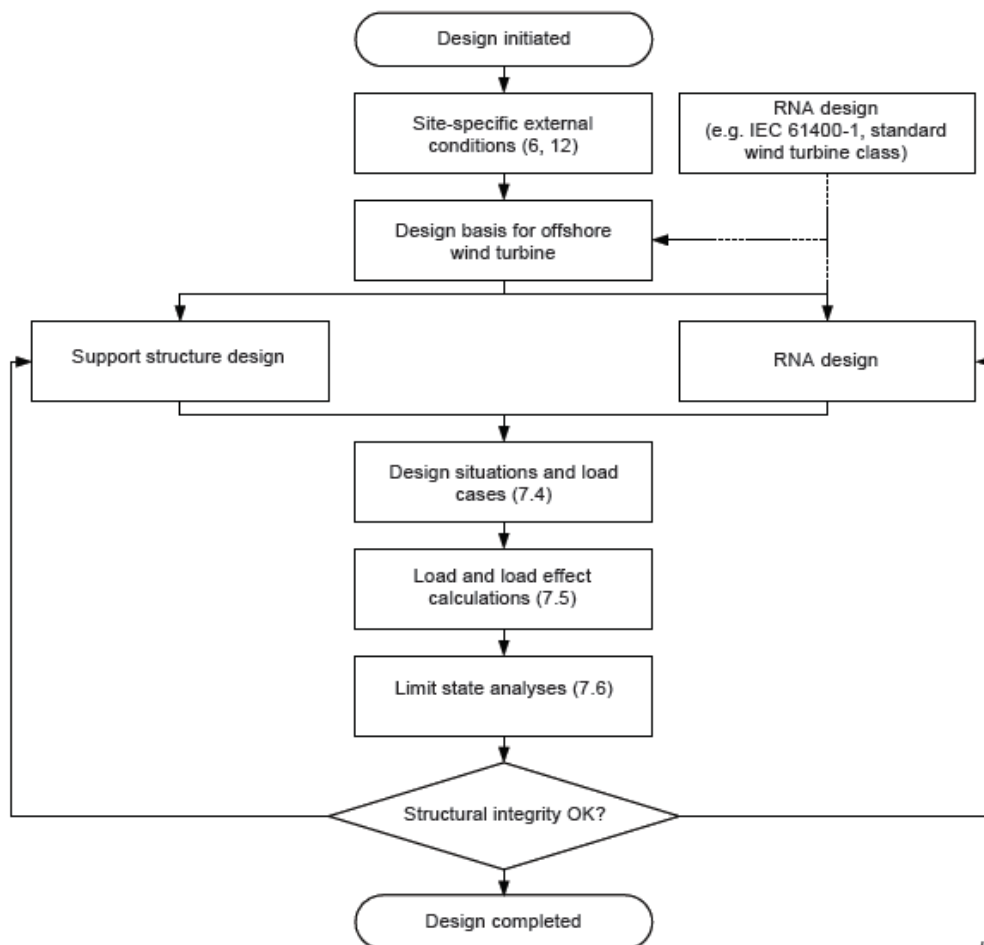 Design initiated
Site-specific external
conditions (6, 12)
RNA design
(e.g. IEC 61400-1, standard
wind turbine class)
Design basis for offshore
wind turbine
Support structure design
RNA design
Design situations and load
cases (7.4)
Load and load effect
calculations (7.5)
Limit state analyses (7.6)
Structural integrity OK?
Design completed